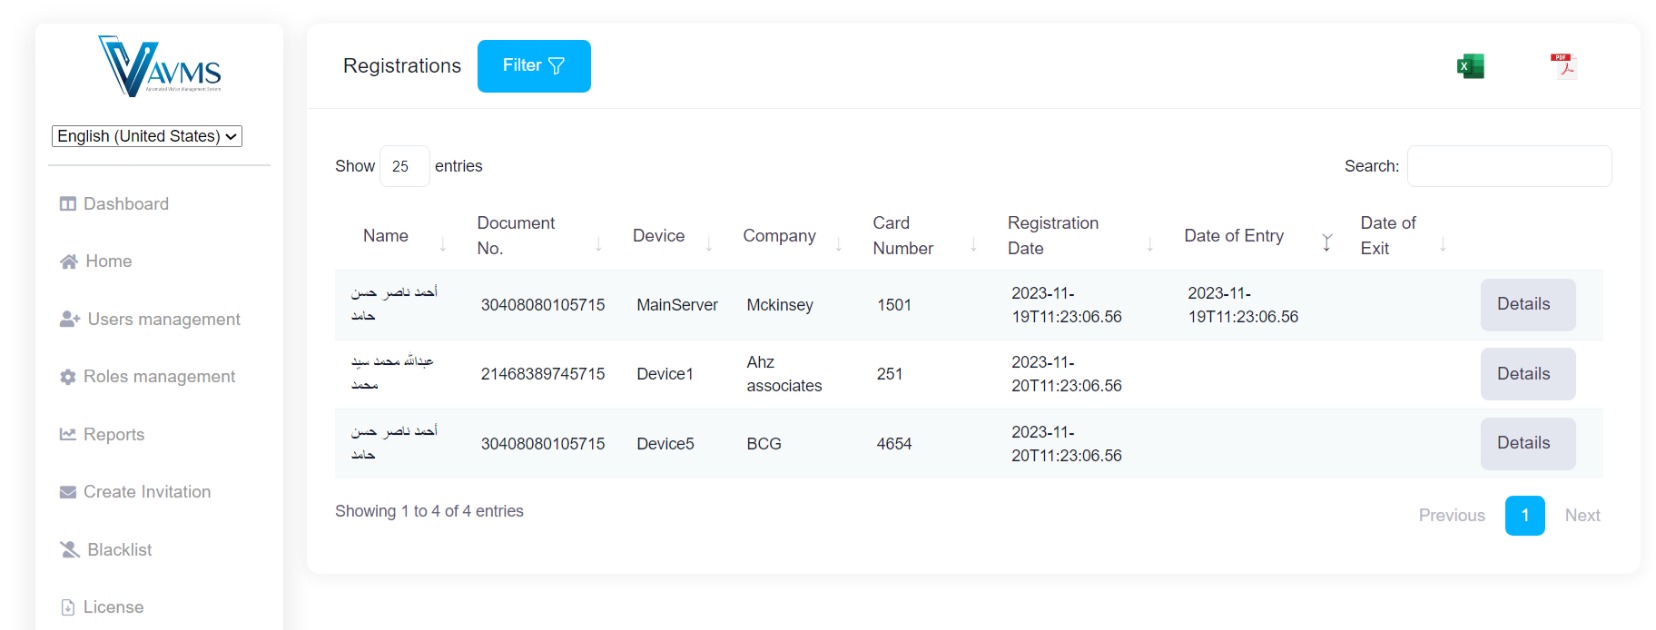 VAVMS
Automated Visitor Management System
English (United States)
Dashboard
Home
Users management
Roles management
Reports
Create Invitation
Blacklist
License
Registrations
Filter
X
PDF
Show 25 entries
Search:
Name
Document
No.
Device
Company
Card
Number
Registration
Date
Date of Entry
Date of
Exit
أحمد ناصر حسن
حامد
30408080105715
MainServer
Mckinsey
1501
2023-11-
19T11:23:06.56
2023-11-
19T11:23:06.56
Details
عبدالله محمد سيد
محمد
21468389745715
Device1
Ahz
associates
251
2023-11-
20T11:23:06.56
Details
أحمد ناصر حسن
حامد
30408080105715
Device5
BCG
4654
2023-11-
20T11:23:06.56
Details
Showing 1 to 4 of 4 entries
Previous 1 Next